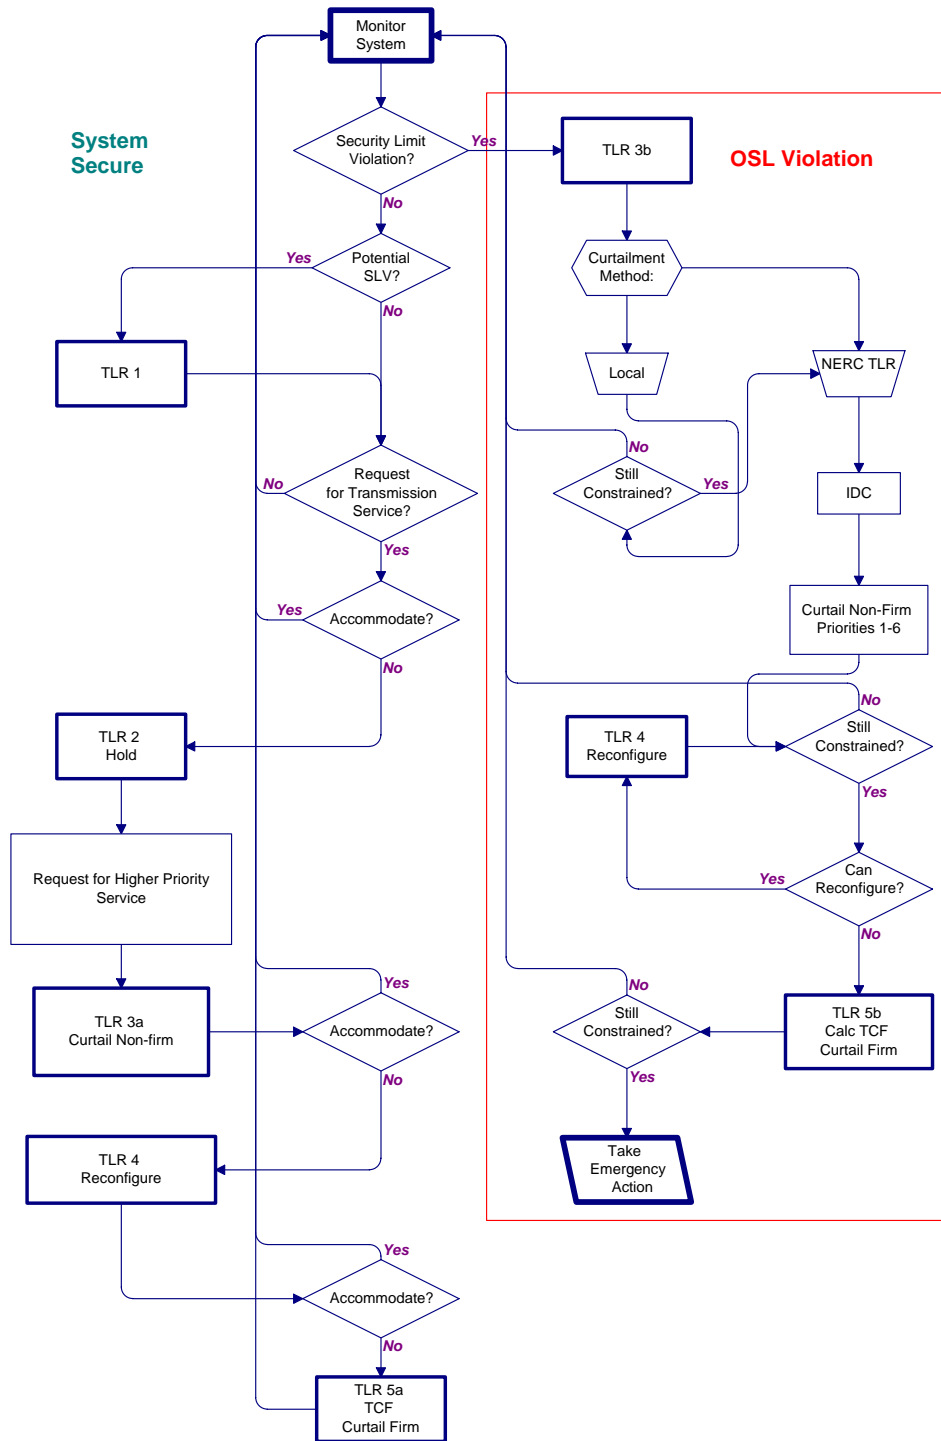 Monitor
System
System
Secure
Security Limit
Violation?
Yes
No
TLR 3b
OSL Violation
Potential
SLV?
Yes
No
Curtailment
Method:
TLR 1
Local
NERC TLR
Request
for Transmission
Service?
No
Yes
Still
Constrained?
No
Yes
IDC
Accommodate?
Yes
No
Curtail Non-Firm
Priorities 1-6
TLR 2
Hold
TLR 4
Reconfigure
Still
Constrained?
No
Yes
Request for Higher Priority
Service
Can
Reconfigure?
Yes
No
TLR 3a
Curtail Non-firm
Accommodate?
Yes
No
Still
Constrained?
No
Yes
TLR 5b
Calc TCF
Curtail Firm
TLR 4
Reconfigure
Take
Emergency
Action
Accommodate?
Yes
No
TLR 5a
TCF
Curtail Firm